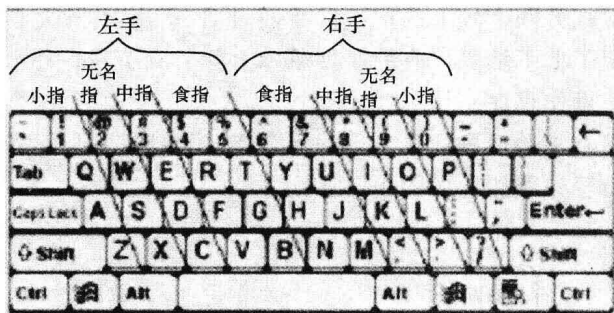 左手 右手
无名 无名
小指 指 中指 食指 食指 中指 指 小指
! @ # $ % ^ & * ( )
1 2 3 4 5 6 7 8 9 0 ←
Tab Q W E R T Y U I O P
Caps Lock A S D F G H J K L Enter←
⇧ Shift Z X C V B N M < > ? ⇧ Shift
Ctrl Alt Alt Ctrl